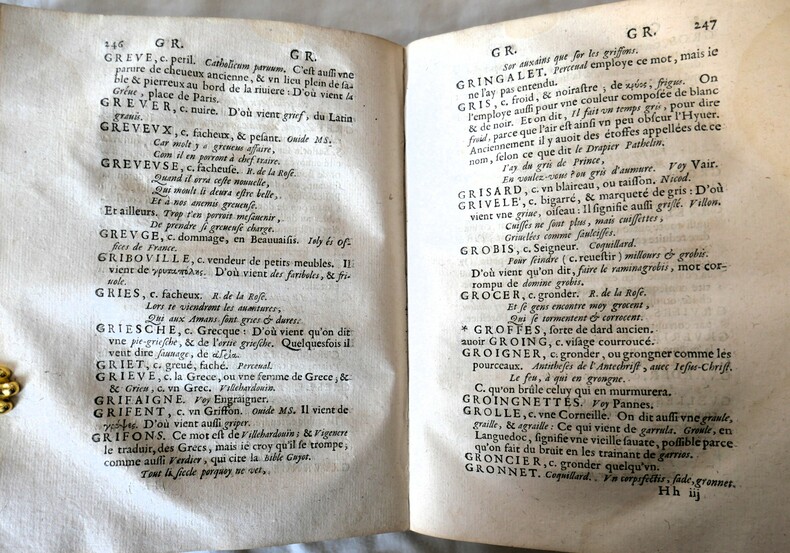 246 GR. GR.
GREVE, c. peril. Catholicum paruum. C'est aussi vne
parure de cheueux ancienne, & vn lieu plein de sa-
ble & pierreux au bord de la riuiere: D'où vient la
Gréue, place de Paris.
GREVER, c. nuire. D'où vient grief, du Latin
grauis.
GREVEVX, c. facheux, & pesant. Ouide MS.
Car molt y a greueus affaire,
Com il en porront à chef traire.
GREVEVSE, c. facheuse. R. de la Rose.
Quand il orra ceste nouuelle,
Qui moult li deura estre belle,
Et à nos anemis greueuse.
Et ailleurs. Trop t'en porroit mesauenir,
De prendre si greueuse charge.
GREVGE, c. dommage, en Beauuaisis. Ioly és Of-
fices de France.
GRIBOVILLE, c. vendeur de petits meubles. Il
vient de D'où vient des fariboles, & fri-
uole.
GRIES, c. facheux. R. de la Rose.
Lors te viendront les auantures,
Qui aux Amans sont gries & dures:
GRIESCHE, c. Grecque: D'où vient qu'on dit
vne pie-griesche, & de l'ortie griesche. Quelquesfois il
vent dire sauuage, de
GRIET, c. greué, faché. Perceual.
GRIEVE, c. la Grece, ou vne femme de Grece; &
& Grieu, c. vn Grec. Villehardouin.
GRIFAIGNE. Voy Engraigner.
GRIFENT, c. vn Griffon. Ouide MS. Il vient de
D'où vient aussi griper.
GRIFONS. Ce mot est de Villehardouin; & Vigenere
le traduit, des Grecs, mais ie croy qu'il se trompe;
comme aussi Verdier, qui cite la Bible Guyot.
Tout li siecle porquoy ne vet,
GR. GR. 247
Sor auxains que sor les griffons.
GRINGALET. Perceual employe ce mot, mais ie
ne l'ay pas entendu.
GRIS, c. froid, & noirastre; de κρύος, frigus. On
l'employe aussi pour vne couleur composée de blanc
& de noir. Et on dit, Il fait vn temps gris, pour dire
froid, parce que l'air est ainsi vn peu obscur l'Hyuer.
Anciennement il y auoit des étoffes appellées de ce
nom, selon ce que dit le Drapier Pathelin.
I'ay du gris de Prince,
En voulez-vous? ou gris d'aumure. Voy Vair.
GRISARD, c. vn blaireau, ou taisson. Nicod.
GRIVELE', c. bigarré, & marqueté de gris: D'où
vient vne griue, oiseau: Il signifie aussi grislé. Villon.
Cuisses ne sont plus, mais cuissettes;
Griuelées comme saulcisses.
GROBIS, c. Seigneur. Coquillard.
Pour feindre (c. reuestir) millours & grobis.
D'où vient qu'on dit, faire le raminagrobis, mot cor-
rompu de domine grobis.
GROCER, c. gronder. R. de la Rose.
Et se gens encontre moy grocent,
Qui se tormentent & corrocent.
* GROFFES, sorte de dard ancien.
auoir GROING, c. visage courroucé.
GROIGNER, c. gronder, ou grongner comme les
pourceaux. Antitheses de l'Antechrist, auec Iesus-Christ.
Le feu, à qui en grongne.
C. qu'on brûle celuy qui en murmurera.
GROINGNETTES. Voy Pannes.
GROLLE, c. vne Corneille. On dit aussi vne graule,
graille, & agraille: Ce qui vient de garrula. Groule, en
Languedoc, signifie vne vieille sauate, possible parce
qu'on fait du bruit en les trainant de garrios.
GRONCIER, c. gronder quelqu'vn.
GRONNET. Coquillard. Vn corps fectis, sade, gronnet.
Hh iij